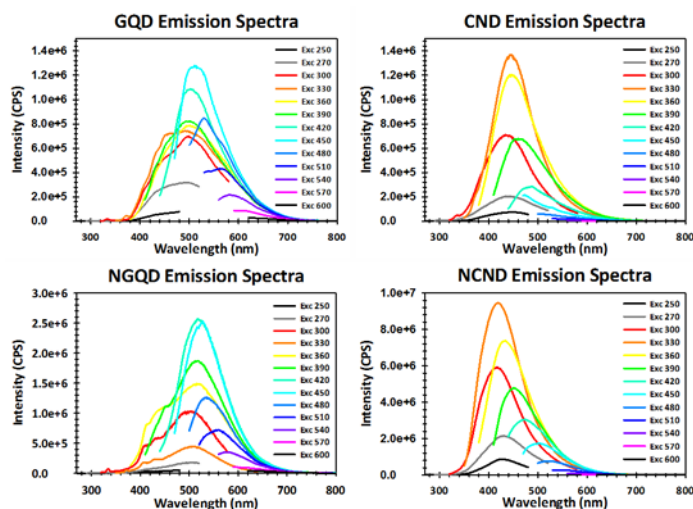 GQD Emission Spectra
Intensity (CPS)
1.4e+6
1.2e+6
1.0e+6
8.0e+5
6.0e+5
4.0e+5
2.0e+5
0.0
300 400 500 600 700 800
Wavelength (nm)
Exc 250
Exc 270
Exc 300
Exc 330
Exc 360
Exc 390
Exc 420
Exc 450
Exc 480
Exc 510
Exc 540
Exc 570
Exc 600
CND Emission Spectra
Intensity (CPS)
1.4e+6
1.2e+6
1.0e+6
8.0e+5
6.0e+5
4.0e+5
2.0e+5
0.0
300 400 500 600 700 800
Wavelength (nm)
Exc 250
Exc 270
Exc 300
Exc 330
Exc 360
Exc 390
Exc 420
Exc 450
Exc 480
Exc 510
Exc 540
Exc 570
Exc 600
NGQD Emission Spectra
Intensity (CPS)
3.0e+6
2.5e+6
2.0e+6
1.5e+6
1.0e+6
5.0e+5
0.0
300 400 500 600 700 800
Wavelength (nm)
Exc 250
Exc 270
Exc 300
Exc 330
Exc 360
Exc 390
Exc 420
Exc 450
Exc 480
Exc 510
Exc 540
Exc 570
Exc 600
NCND Emission Spectra
Intensity (CPS)
1.0e+7
8.0e+6
6.0e+6
4.0e+6
2.0e+6
0.0
300 400 500 600 700 800
Wavelength (nm)
Exc 250
Exc 270
Exc 300
Exc 330
Exc 360
Exc 390
Exc 420
Exc 450
Exc 480
Exc 510
Exc 540
Exc 570
Exc 600